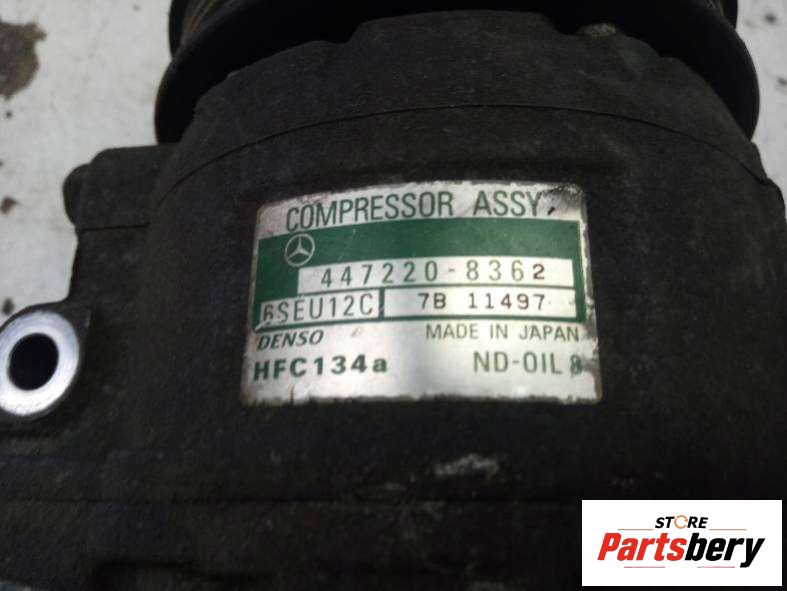 COMPRESSOR ASSY.
447220-8362
6SEU12C 7B 11497
DENSO MADE IN JAPAN
HFC134a ND-OIL 8
STORE
Partsbery